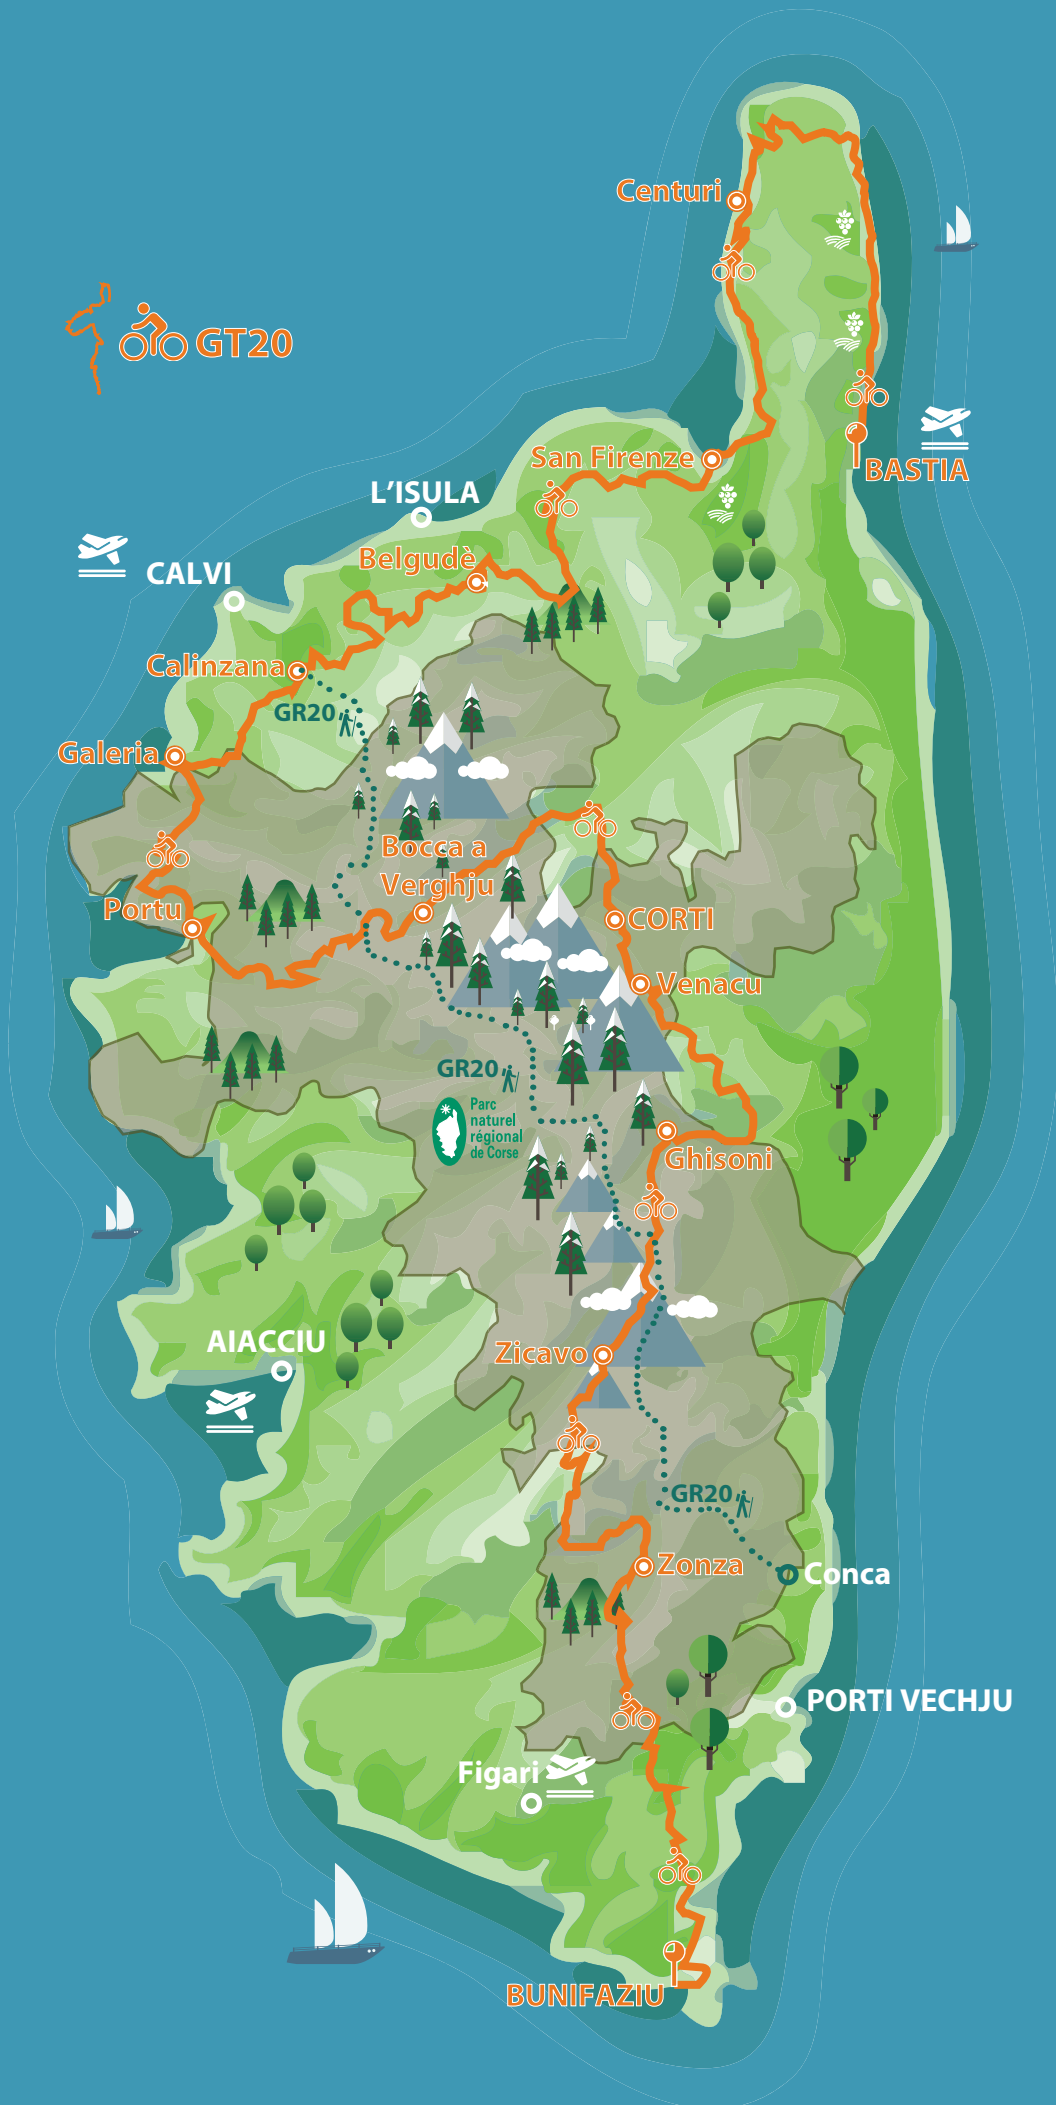 Centuri
GT20
San Firenze
BASTIA
L'ISULA
Belgudè
CALVI
Calinzana
GR20
Galeria
Bocca a
Verghju
Portu
CORTI
Venacu
GR20
Parc
naturel
régional
de Corse
Ghisoni
AIACCIU
Zicavo
GR20
Zonza
Conca
PORTI VECHJU
Figari
BUNIFAZIU